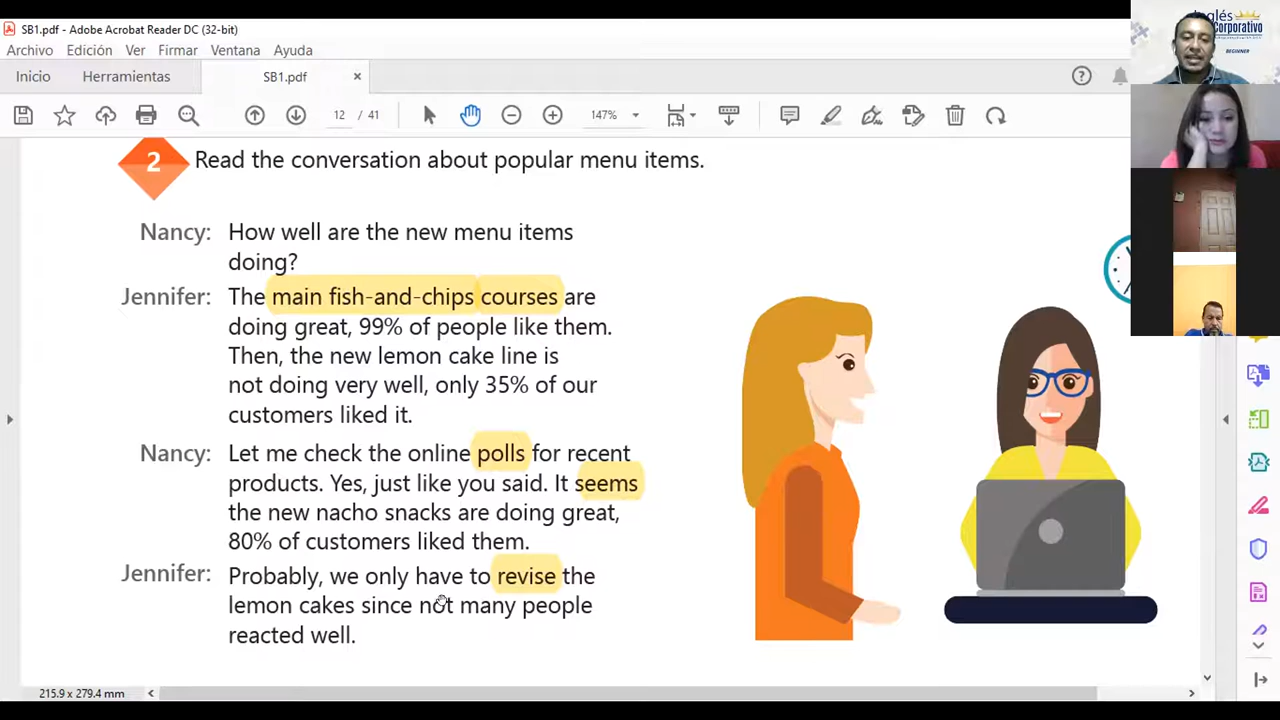 SB1.pdf - Adobe Acrobat Reader DC (32-bit)
Archivo Edición Ver Firmar Ventana Ayuda
Inicio Herramientas SB1.pdf ×
12 / 41 147%
Inglés
Corporativo
BEGINNER
2 Read the conversation about popular menu items.
Nancy: How well are the new menu items
doing?
Jennifer: The main fish-and-chips courses are
doing great, 99% of people like them.
Then, the new lemon cake line is
not doing very well, only 35% of our
customers liked it.
Nancy: Let me check the online polls for recent
products. Yes, just like you said. It seems
the new nacho snacks are doing great,
80% of customers liked them.
Jennifer: Probably, we only have to revise the
lemon cakes since not many people
reacted well.
215.9 x 279.4 mm